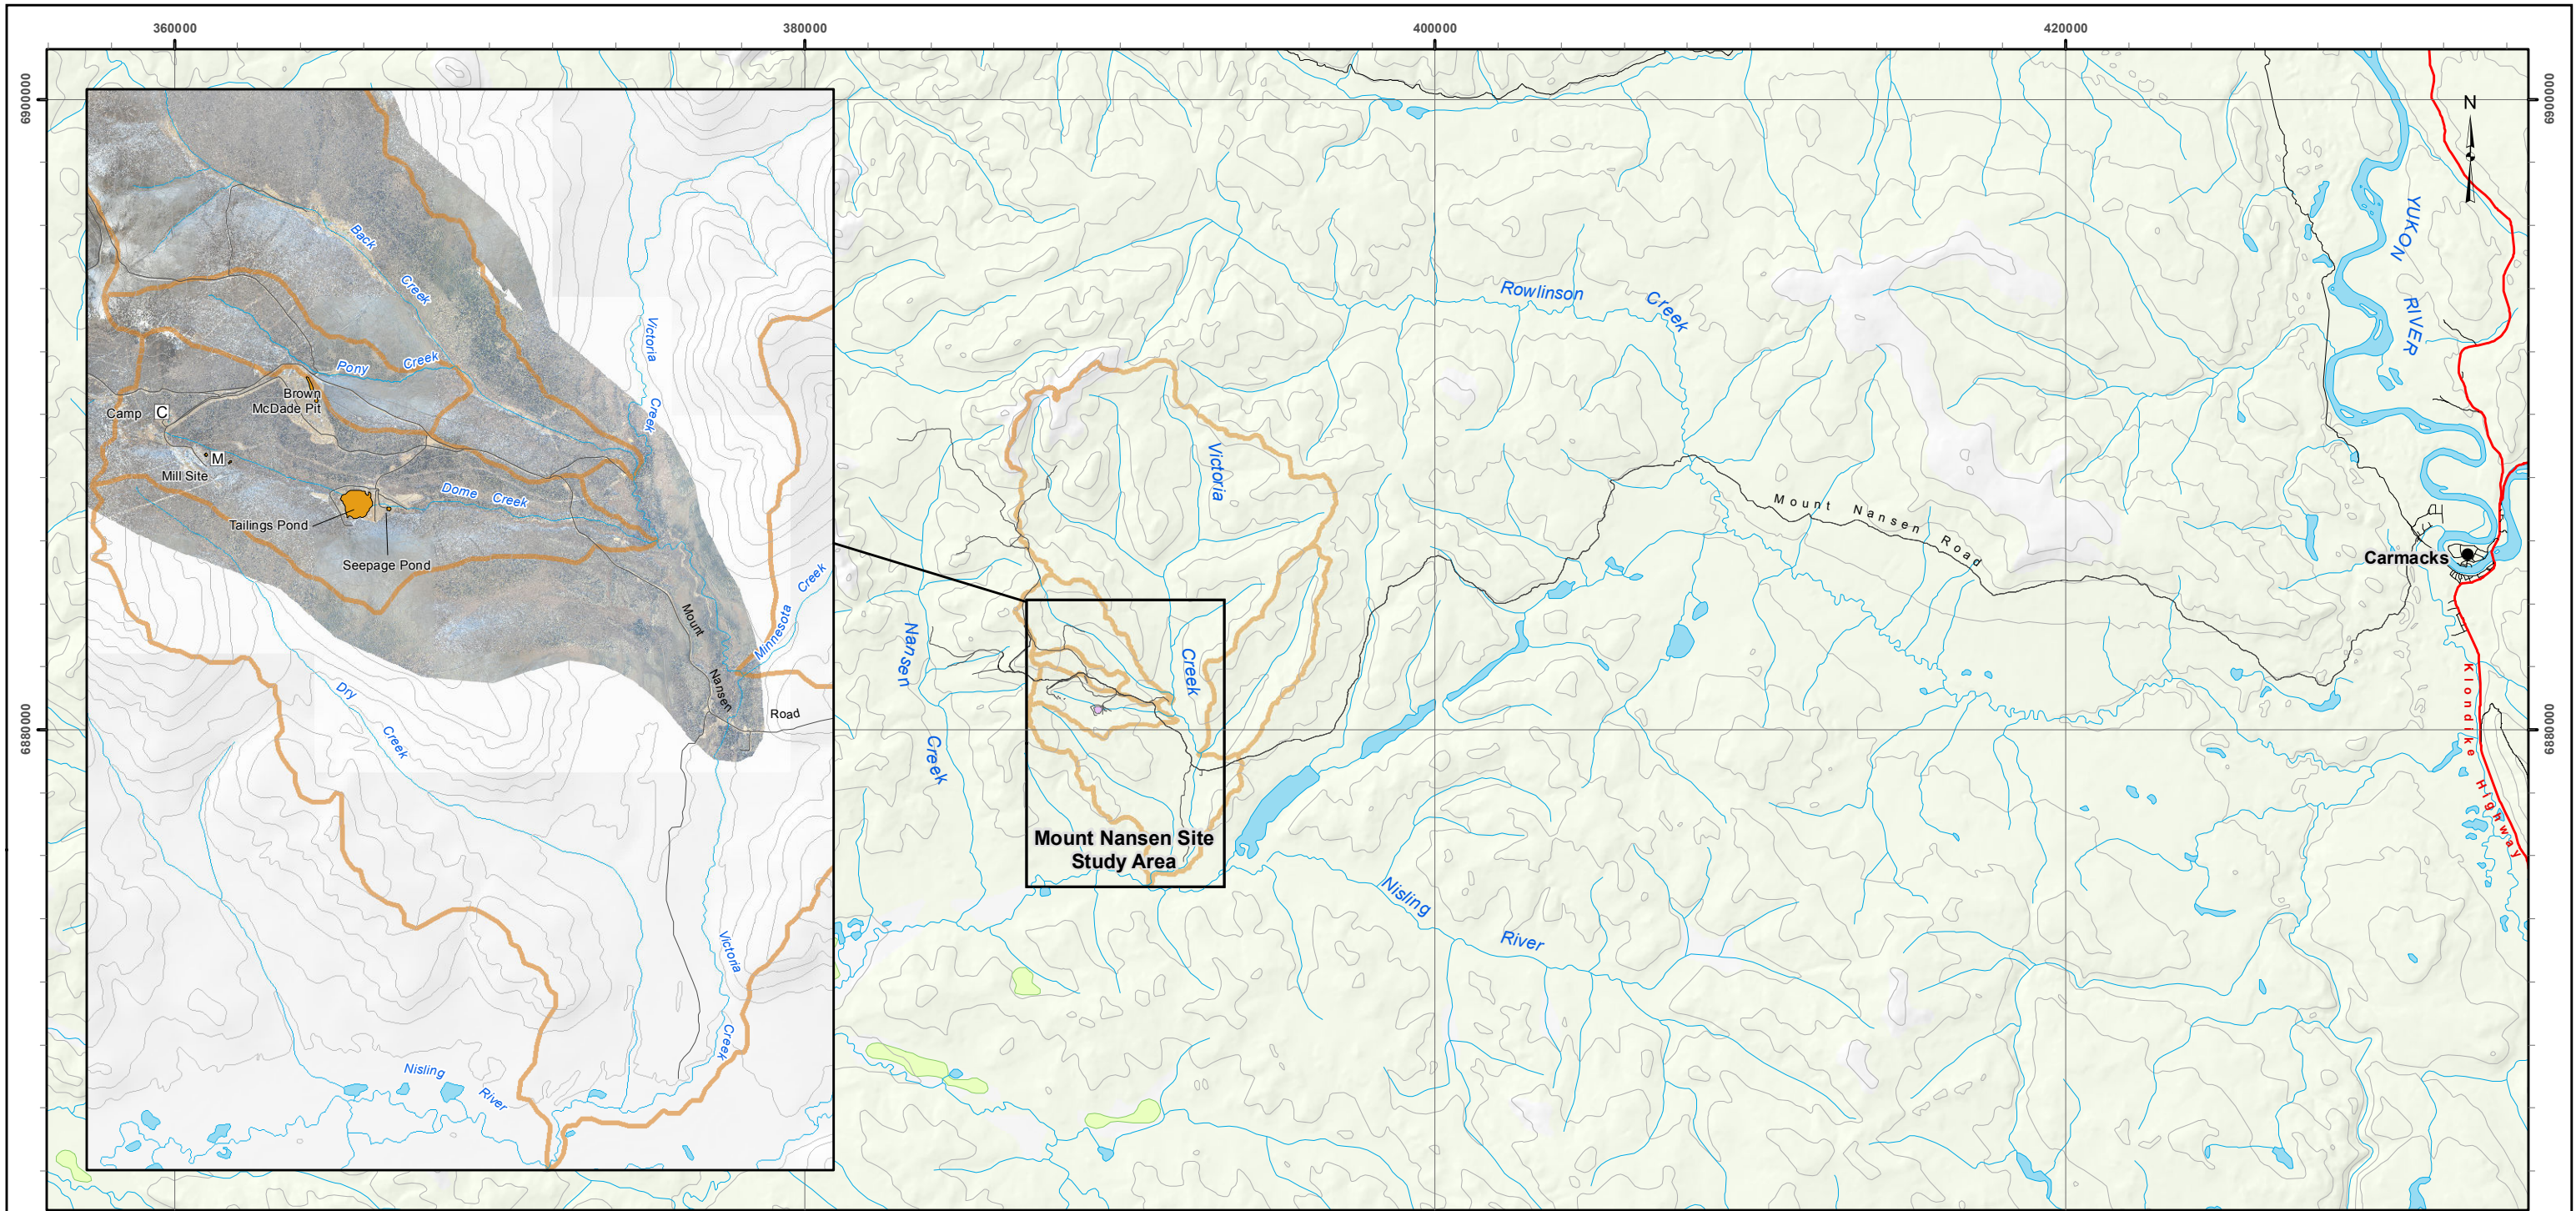 360000
380000
400000
420000
6900000
6900000
N
YUKON
RIVER
Back
Creek
Victoria
Creek
Rowlinson
Creek
Pony Creek
Brown
McDade Pit
Camp C
M
Mill Site
Dome Creek
Tailings Pond
Seepage Pond
Victoria
Creek
Mount Nansen Road
Carmacks
Minnesota
Creek
Mount
Nansen
Road
Nansen
Creek
Dry
Creek
6880000
6880000
Klondike Highway
Mount Nansen Site
Study Area
Nisling
River
Victoria
Creek
Nisling
River